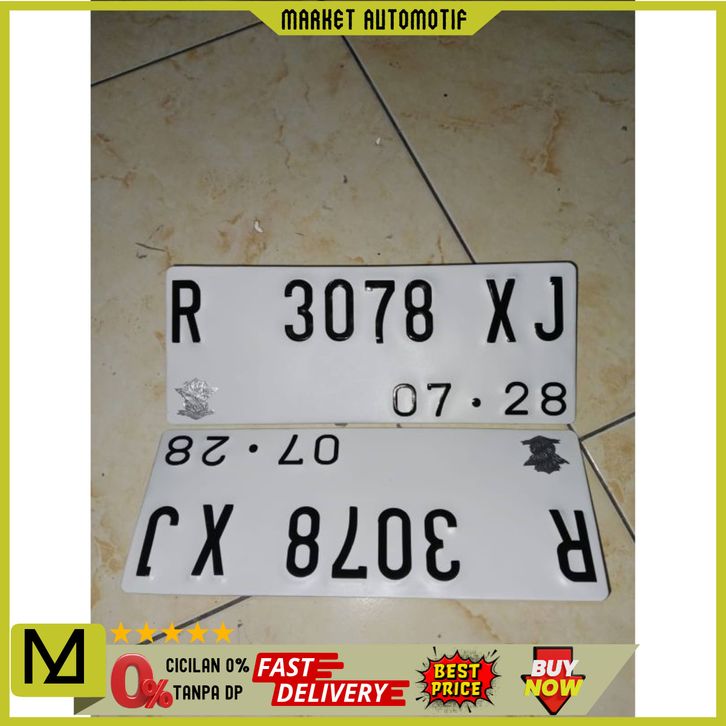 MARKET AUTOMOTIF
R 3078 XJ
07 • 28
07 • 28
R 3078 XJ
M
0%
CICILAN 0%
TANPA DP
FAST
DELIVERY
BEST
PRICE
BUY
NOW